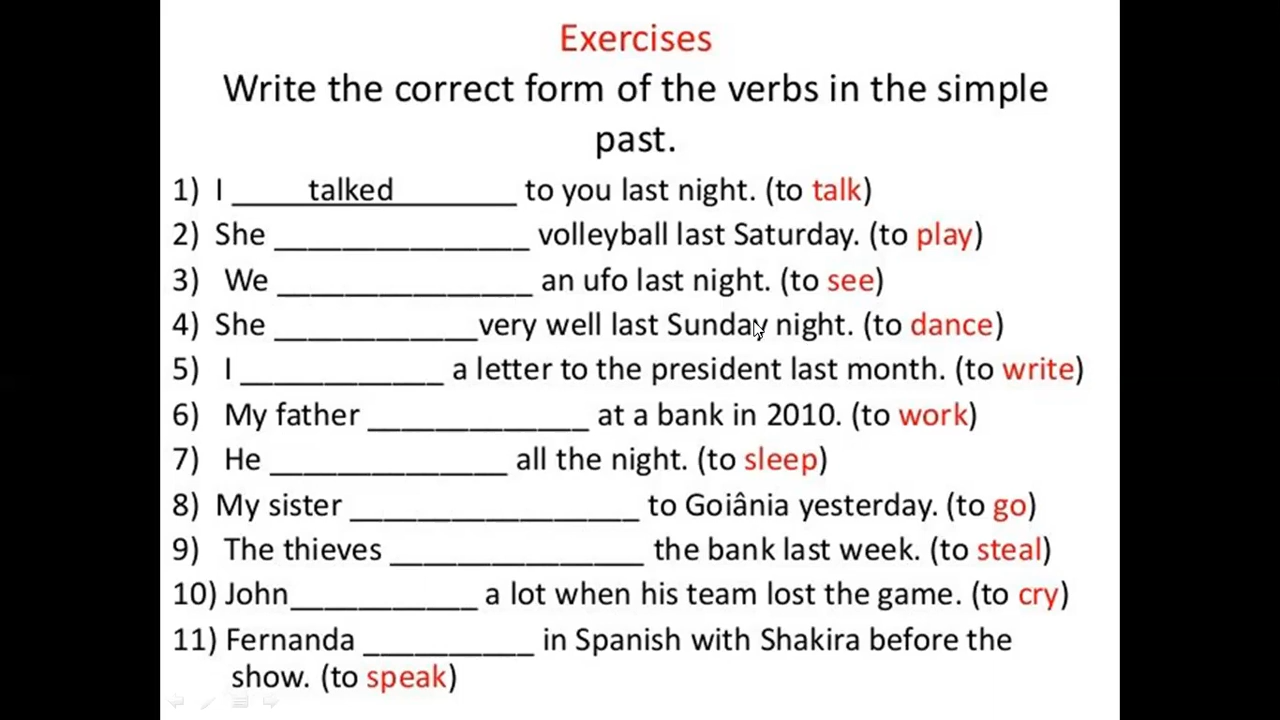 Exercises
Write the correct form of the verbs in the simple
past.
1) I _____talked________ to you last night. (to talk)
2) She _______________ volleyball last Saturday. (to play)
3) We _______________ an ufo last night. (to see)
4) She ____________very well last Sunday night. (to dance)
5) I ____________ a letter to the president last month. (to write)
6) My father _____________ at a bank in 2010. (to work)
7) He ______________ all the night. (to sleep)
8) My sister _________________ to Goiânia yesterday. (to go)
9) The thieves _______________ the bank last week. (to steal)
10) John___________ a lot when his team lost the game. (to cry)
11) Fernanda __________ in Spanish with Shakira before the
show. (to speak)